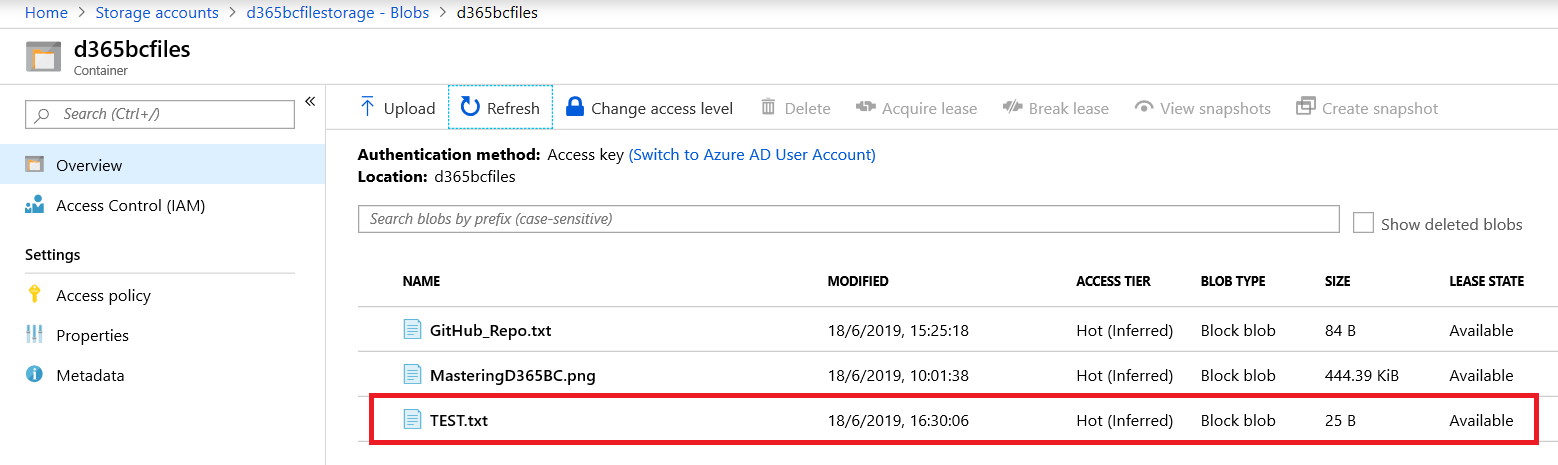 Home > Storage accounts > d365bcfilestorage - Blobs > d365bcfiles
d365bcfiles
Container
Search (Ctrl+/)
«
Overview
Access Control (IAM)
Settings
Access policy
Properties
Metadata
Upload Refresh Change access level Delete Acquire lease Break lease View snapshots Create snapshot
Authentication method: Access key (Switch to Azure AD User Account)
Location: d365bcfiles
Search blobs by prefix (case-sensitive) Show deleted blobs
NAME MODIFIED ACCESS TIER BLOB TYPE SIZE LEASE STATE
GitHub_Repo.txt 18/6/2019, 15:25:18 Hot (Inferred) Block blob 84 B Available
MasteringD365BC.png 18/6/2019, 10:01:38 Hot (Inferred) Block blob 444.39 KiB Available
TEST.txt 18/6/2019, 16:30:06 Hot (Inferred) Block blob 25 B Available